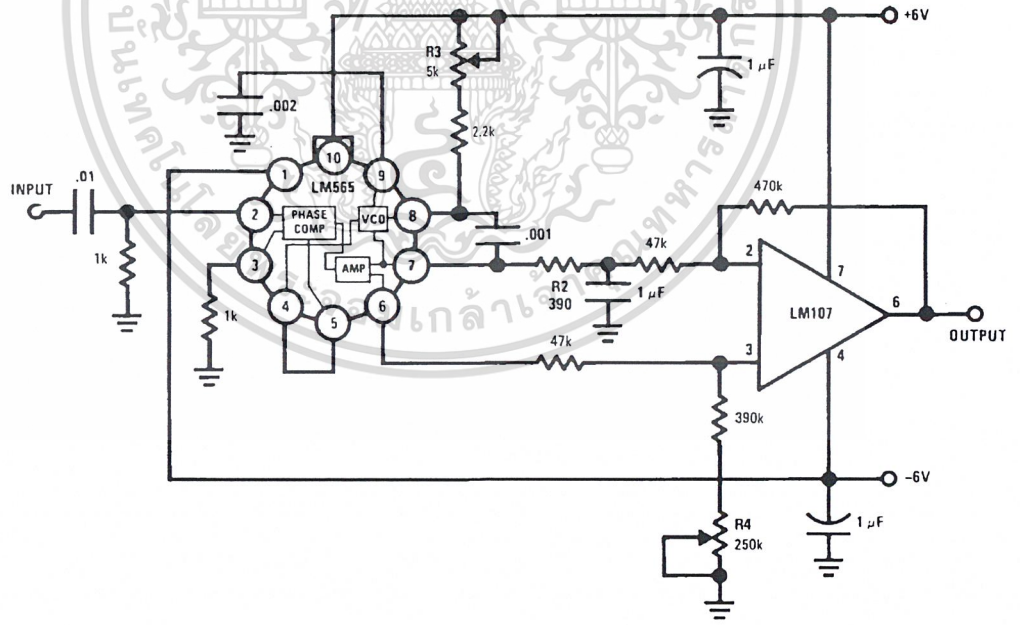 +6V
R3
5k
1 μF
.002
2.2k
10
1
LM565
9
INPUT
.01
470k
2
PHASE
COMP
VCO
8
.001
1k
47k
2
7
3
AMP
7
R2
390
1 μF
LM107
6
OUTPUT
4
6
1k
5
47k
3
4
390k
-6V
R4
250k
1 μF